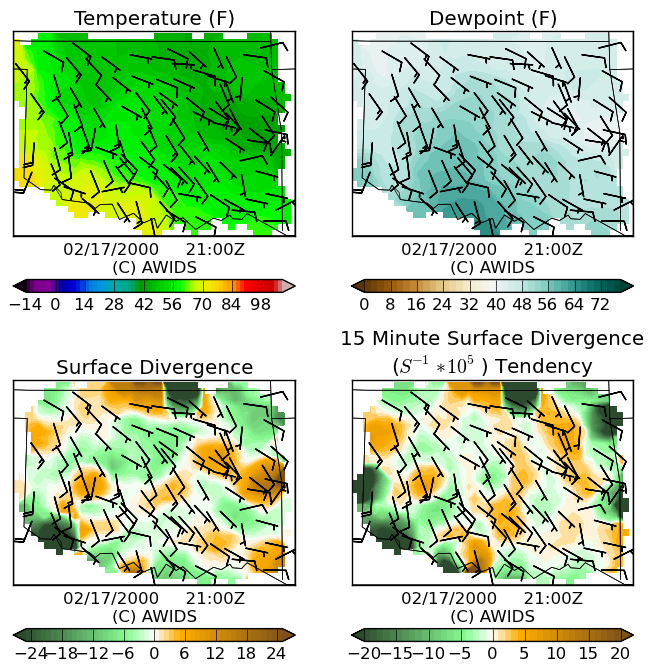 Temperature (F)
Dewpoint (F)
02/17/2000 21:00Z
(C) AWIDS
02/17/2000 21:00Z
(C) AWIDS
−14 0 14 28 42 56 70 84 98
0 8 16 24 32 40 48 56 64 72
Surface Divergence
15 Minute Surface Divergence
(S⁻¹ *10⁵ ) Tendency
02/17/2000 21:00Z
(C) AWIDS
02/17/2000 21:00Z
(C) AWIDS
−24 −18 −12 −6 0 6 12 18 24
−20 −15 −10 −5 0 5 10 15 20